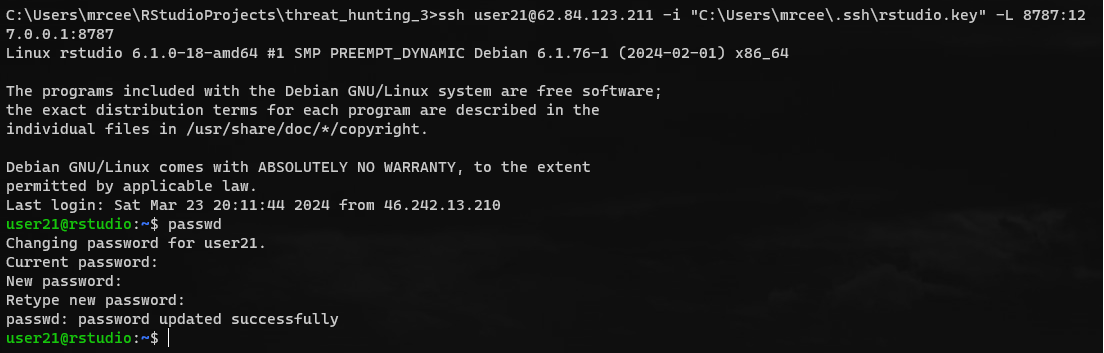 C:\Users\mrcee\RStudioProjects\threat_hunting_3>ssh user21@62.84.123.211 -i "C:\Users\mrcee\.ssh\rstudio.key" -L 8787:12
7.0.0.1:8787
Linux rstudio 6.1.0-18-amd64 #1 SMP PREEMPT_DYNAMIC Debian 6.1.76-1 (2024-02-01) x86_64

The programs included with the Debian GNU/Linux system are free software;
the exact distribution terms for each program are described in the
individual files in /usr/share/doc/*/copyright.

Debian GNU/Linux comes with ABSOLUTELY NO WARRANTY, to the extent
permitted by applicable law.
Last login: Sat Mar 23 20:11:44 2024 from 46.242.13.210
user21@rstudio:~$ passwd
Changing password for user21.
Current password:
New password:
Retype new password:
passwd: password updated successfully
user21@rstudio:~$